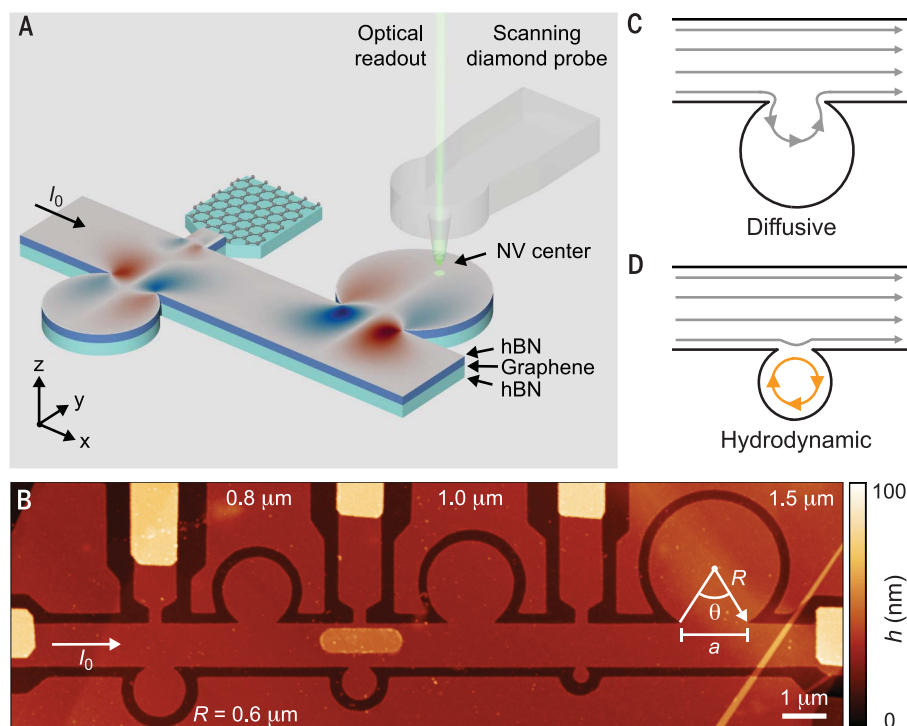 A
Optical
readout
Scanning
diamond probe
I0
NV center
hBN
Graphene
hBN
z
y
x
C
Diffusive
D
Hydrodynamic
B
0.8 μm
1.0 μm
1.5 μm
R
θ
a
I0
R = 0.6 μm
1 μm
100
h (nm)
0